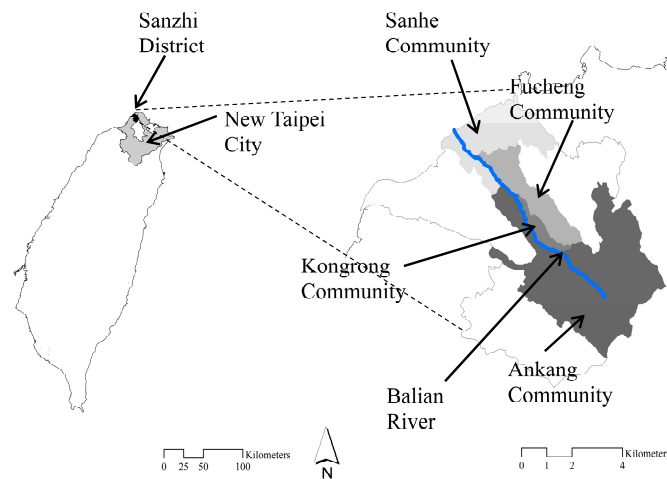 Sanzhi
District
New Taipei
City
Sanhe
Community
Fucheng
Community
Kongrong
Community
Balian
River
Ankang
Community
Kilometers
0 25 50 100
N
Kilometers
0 1 2 4